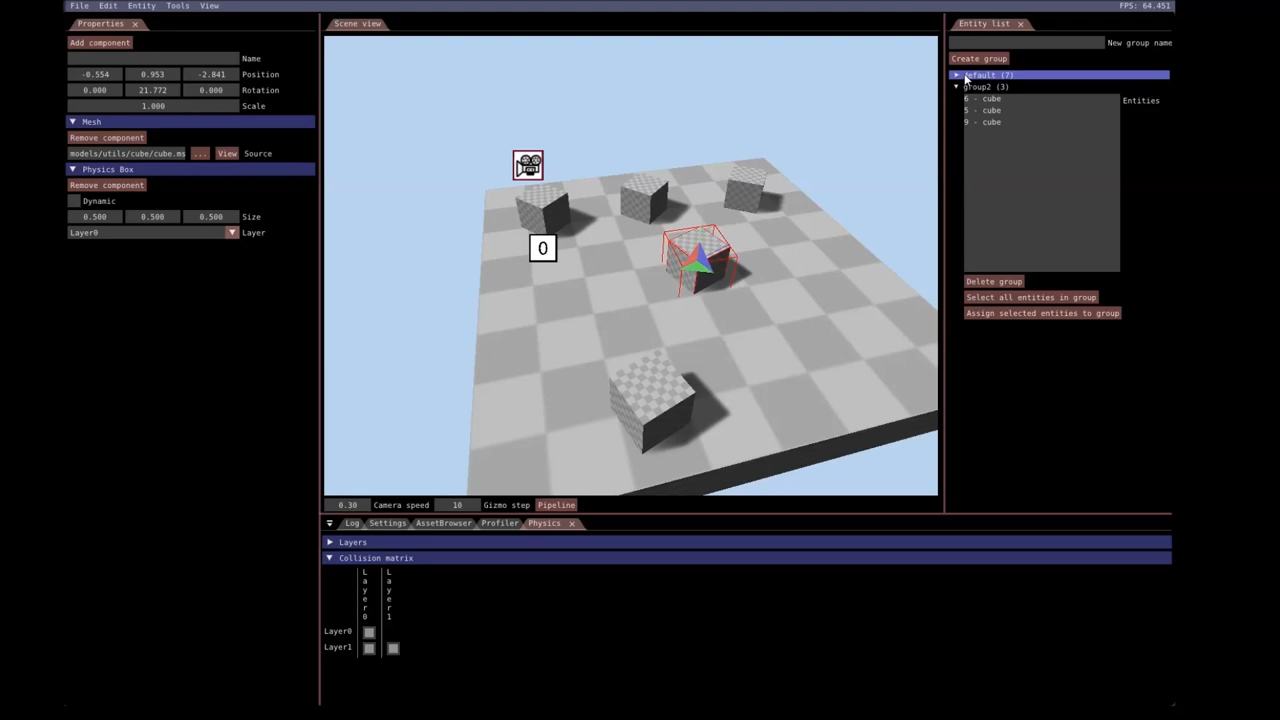 File Edit Entity Tools View FPS: 64.451
Properties
Add component
Name
-0.554 0.953 -2.841 Position
0.000 21.772 0.000 Rotation
1.000 Scale
Mesh
Remove component
models/utils/cube/cube.ms ... View Source
Physics Box
Remove component
Dynamic
0.500 0.500 0.500 Size
Layer0 Layer
Scene view
0
0.30 Camera speed 10 Gizmo step Pipeline
Log Settings AssetBrowser Profiler Physics
Layers
Collision matrix
Layer0
Layer1
Layer0
Layer1
Entity list
New group name
Create group
default (7)
group2 (3)
6 - cube
5 - cube
9 - cube
Entities
Delete group
Select all entities in group
Assign selected entities to group